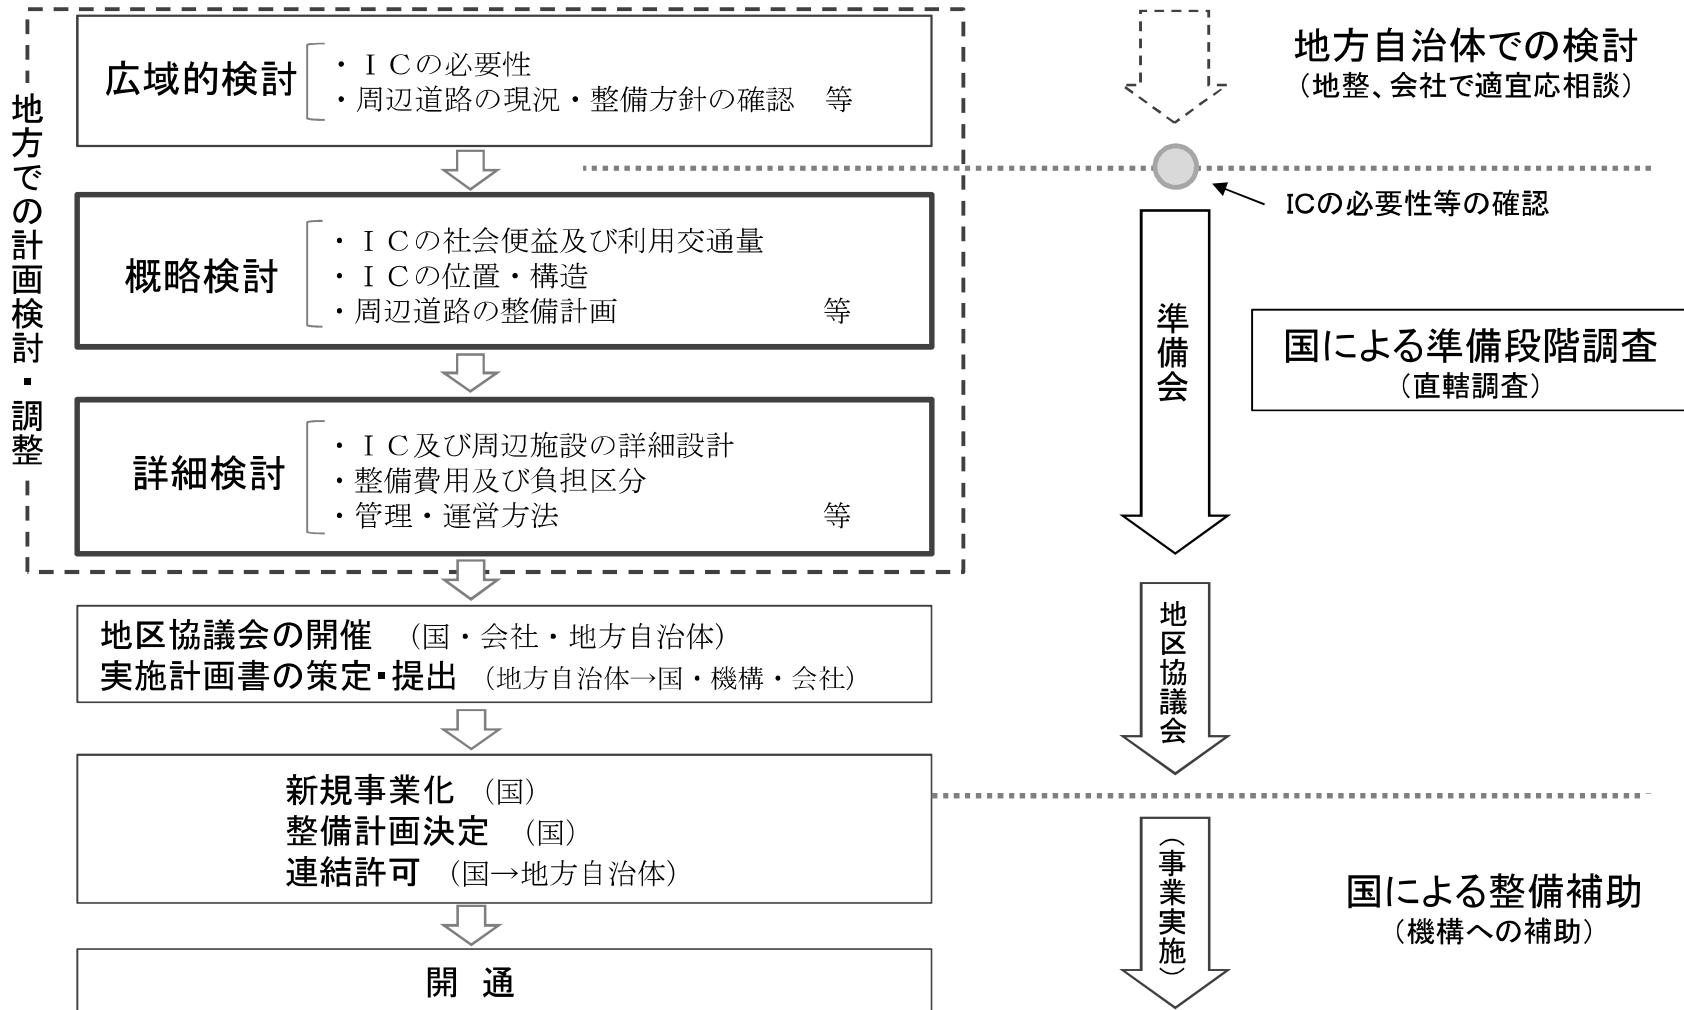 地方での計画検討・調整
広域的検討
・ＩＣの必要性
・周辺道路の現況・整備方針の確認　等
概略検討
・ＩＣの社会便益及び利用交通量
・ＩＣの位置・構造
・周辺道路の整備計画　等
詳細検討
・ＩＣ及び周辺施設の詳細設計
・整備費用及び負担区分
・管理・運営方法　等
地区協議会の開催　（国・会社・地方自治体）
実施計画書の策定・提出　（地方自治体→国・機構・会社）
新規事業化　（国）
整備計画決定　（国）
連結許可　（国→地方自治体）
開　通
地方自治体での検討
（地整、会社で適宜応相談）
ICの必要性等の確認
準備会
国による準備段階調査
（直轄調査）
地区協議会
（事業実施）
国による整備補助
（機構への補助）